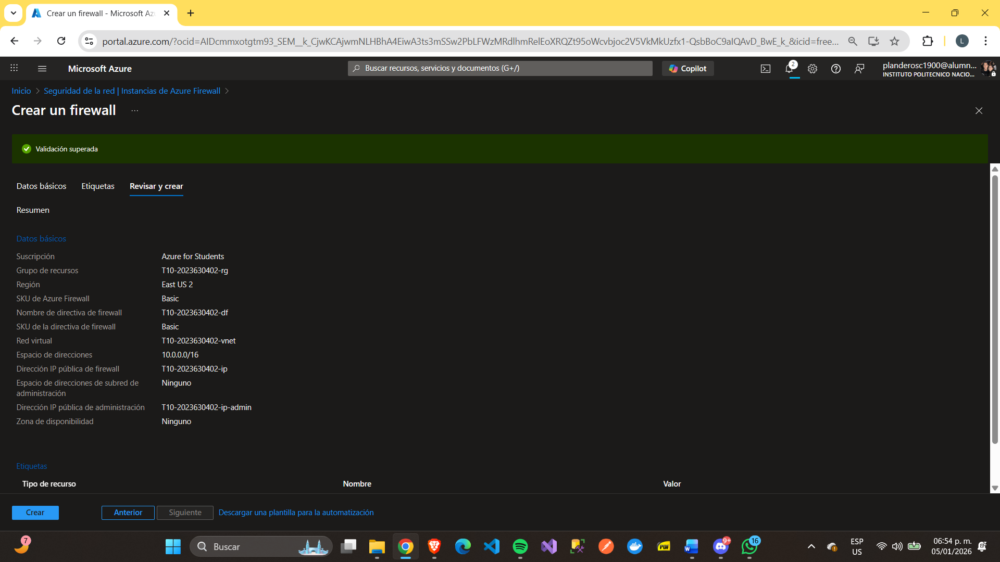 Crear un firewall - Microsoft Az
portal.azure.com/?ocid=AIDcmmxotgtm93_SEM__k_CjwKCAjwmNLHBhA4EiwA3ts3mSSw2PbLFWzMRdlhmRelEoXRQZt95oWcvbjoc2V5VkMkUzfx1-QsbBoC9aIQAvD_BwE_k_&icid=free...
L
Microsoft Azure
Buscar recursos, servicios y documentos (G+/)
Copilot
2
planderosc1900@alumn...
INSTITUTO POLITECNICO NACIO...
Inicio > Seguridad de la red | Instancias de Azure Firewall >
Crear un firewall ...
Validación superada
Datos básicos Etiquetas Revisar y crear
Resumen
Datos básicos
Suscripción Azure for Students
Grupo de recursos T10-2023630402-rg
Región East US 2
SKU de Azure Firewall Basic
Nombre de directiva de firewall T10-2023630402-df
SKU de la directiva de firewall Basic
Red virtual T10-2023630402-vnet
Espacio de direcciones 10.0.0.0/16
Dirección IP pública de firewall T10-2023630402-ip
Espacio de direcciones de subred de Ninguno
administración
Dirección IP pública de administración T10-2023630402-ip-admin
Zona de disponibilidad Ninguno
Etiquetas
Tipo de recurso Nombre Valor
Crear Anterior Siguiente Descargar una plantilla para la automatización
7
Buscar
PDF
9+
16
ESP
US
06:54 p. m.
05/01/2026